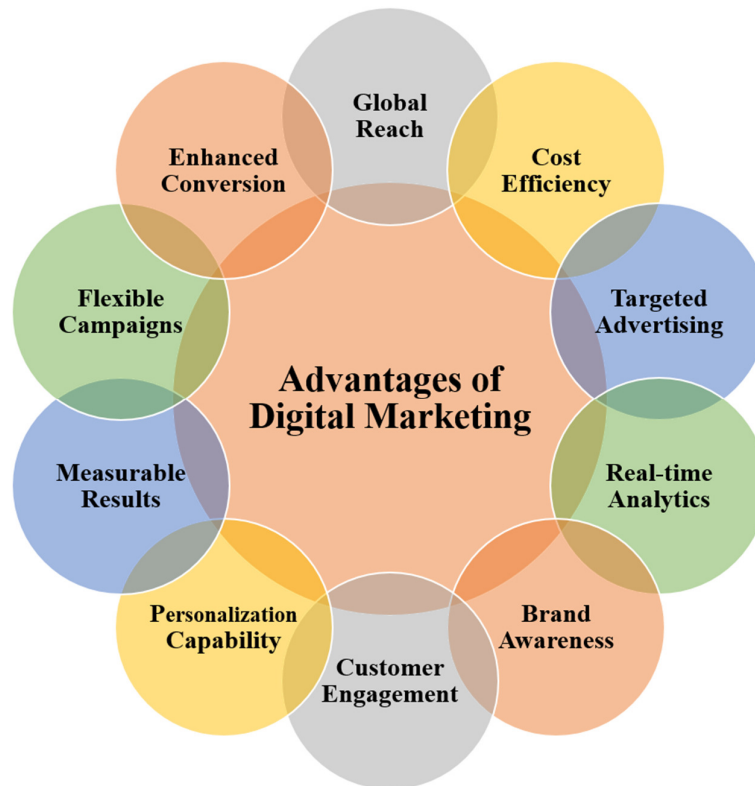 Advantages of
Digital Marketing
Global
Reach
Cost
Efficiency
Targeted
Advertising
Real-time
Analytics
Brand
Awareness
Customer
Engagement
Personalization
Capability
Measurable
Results
Flexible
Campaigns
Enhanced
Conversion